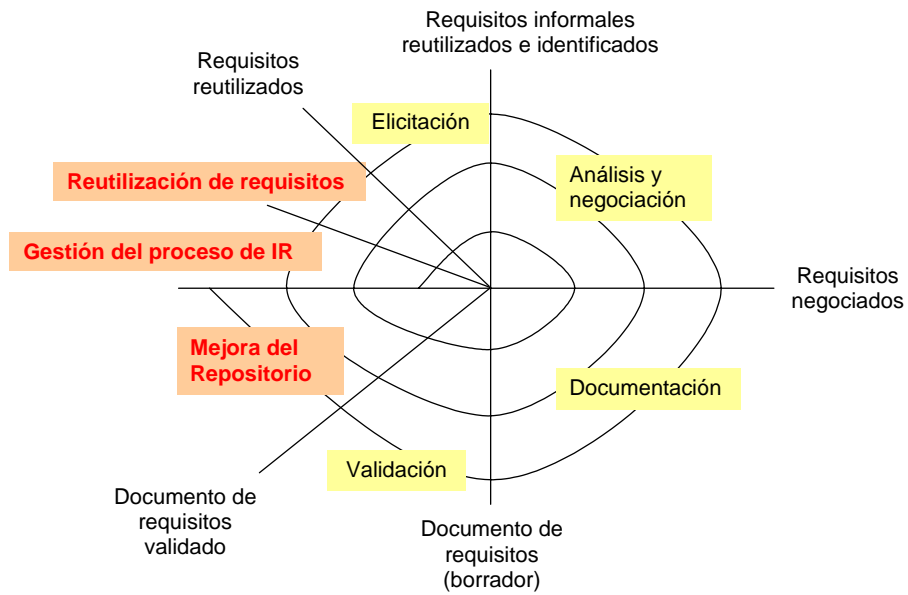 Requisitos informales
reutilizados e identificados
Requisitos
reutilizados
Elicitación
Reutilización de requisitos
Análisis y
negociación
Gestión del proceso de IR
Requisitos
negociados
Mejora del
Repositorio
Documentación
Validación
Documento de
requisitos
validado
Documento de
requisitos
(borrador)